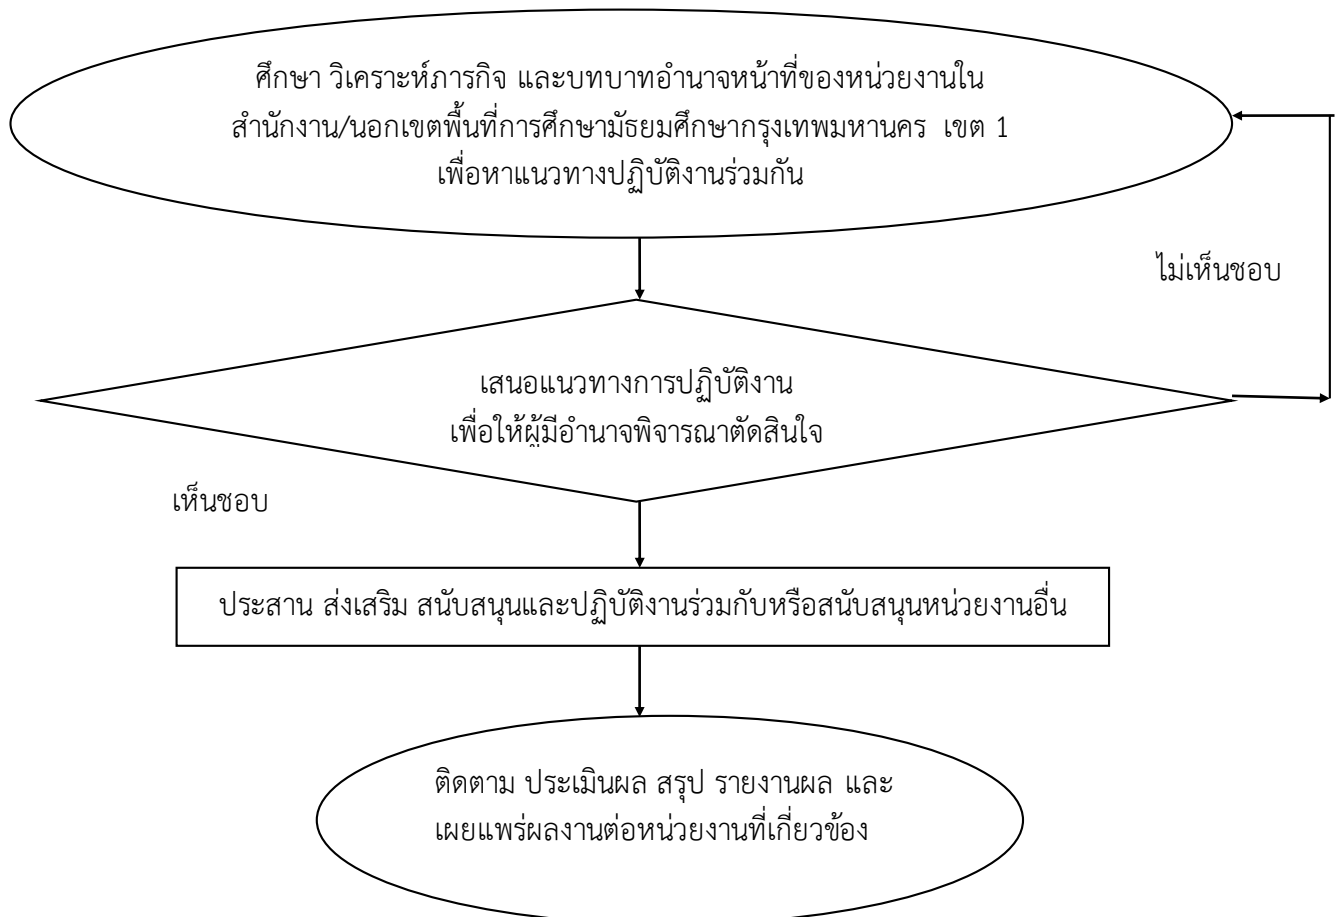 ศึกษา วิเคราะห์ภารกิจ และบทบาทอำนาจหน้าที่ของหน่วยงานใน
สำนักงาน/นอกเขตพื้นที่การศึกษามัธยมศึกษากรุงเทพมหานคร เขต 1
เพื่อหาแนวทางปฏิบัติงานร่วมกัน
ไม่เห็นชอบ
เสนอแนวทางการปฏิบัติงาน
เพื่อให้ผู้มีอำนาจพิจารณาตัดสินใจ
เห็นชอบ
ประสาน ส่งเสริม สนับสนุนและปฏิบัติงานร่วมกับหรือสนับสนุนหน่วยงานอื่น
ติดตาม ประเมินผล สรุป รายงานผล และ
เผยแพร่ผลงานต่อหน่วยงานที่เกี่ยวข้อง